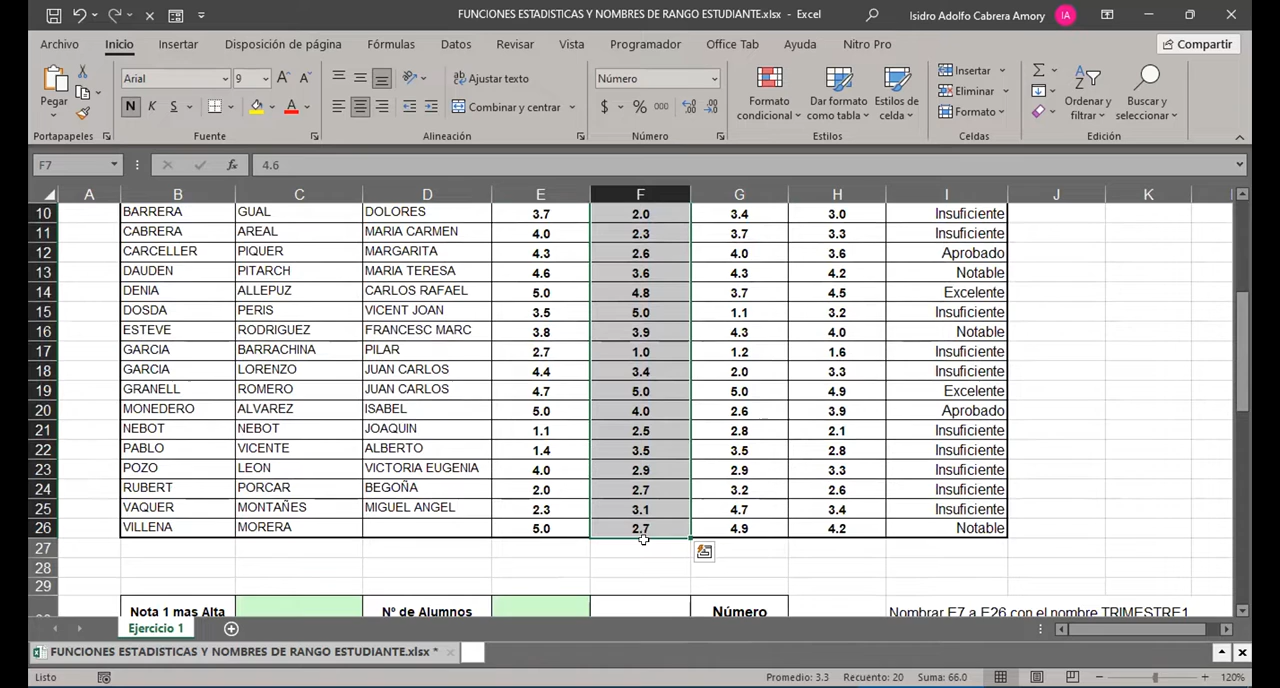 FUNCIONES ESTADISTICAS Y NOMBRES DE RANGO ESTUDIANTE.xlsx - Excel
Isidro Adolfo Cabrera Amory IA
Archivo Inicio Insertar Disposición de página Fórmulas Datos Revisar Vista Programador Office Tab Ayuda Nitro Pro Compartir
Pegar
Portapapeles
Arial 9
N K S
A A
Fuente
Ajustar texto
Combinar y centrar
Alineación
Número
$ % 000
Número
Formato condicional
Dar formato como tabla
Estilos de celda
Estilos
Insertar
Eliminar
Formato
Celdas
Ordenar y filtrar
Buscar y seleccionar
Edición
F7 fx 4.6
A B C D E F G H I J K
10 BARRERA GUAL DOLORES 3.7 2.0 3.4 3.0 Insuficiente
11 CABRERA AREAL MARIA CARMEN 4.0 2.3 3.7 3.3 Insuficiente
12 CARCELLER PIQUER MARGARITA 4.3 2.6 4.0 3.6 Aprobado
13 DAUDEN PITARCH MARIA TERESA 4.6 3.6 4.3 4.2 Notable
14 DENIA ALLEPUZ CARLOS RAFAEL 5.0 4.8 3.7 4.5 Excelente
15 DOSDA PERIS VICENT JOAN 3.5 5.0 1.1 3.2 Insuficiente
16 ESTEVE RODRIGUEZ FRANCESC MARC 3.8 3.9 4.3 4.0 Notable
17 GARCIA BARRACHINA PILAR 2.7 1.0 1.2 1.6 Insuficiente
18 GARCIA LORENZO JUAN CARLOS 4.4 3.4 2.0 3.3 Insuficiente
19 GRANELL ROMERO JUAN CARLOS 4.7 5.0 5.0 4.9 Excelente
20 MONEDERO ALVAREZ ISABEL 5.0 4.0 2.6 3.9 Aprobado
21 NEBOT NEBOT JOAQUIN 1.1 2.5 2.8 2.1 Insuficiente
22 PABLO VICENTE ALBERTO 1.4 3.5 3.5 2.8 Insuficiente
23 POZO LEON VICTORIA EUGENIA 4.0 2.9 2.9 3.3 Insuficiente
24 RUBERT PORCAR BEGOÑA 2.0 2.7 3.2 2.6 Insuficiente
25 VAQUER MONTAÑES MIGUEL ANGEL 2.3 3.1 4.7 3.4 Insuficiente
26 VILLENA MORERA 5.0 2.7 4.9 4.2 Notable
27
28
29
Nota 1 mas Alta Nº de Alumnos Número Nombrar E7 a E26 con el nombre TRIMESTRE1
Ejercicio 1
FUNCIONES ESTADISTICAS Y NOMBRES DE RANGO ESTUDIANTE.xlsx *
Listo Promedio: 3.3 Recuento: 20 Suma: 66.0 120%